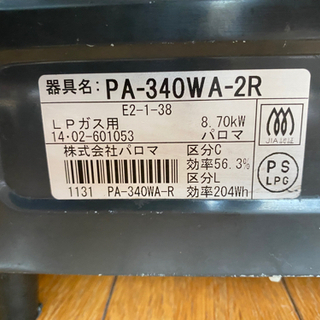 器具名: PA-340WA-2R
E2-1-38
LPガス用 8.70kW
14・02-601053 パロマ
株式会社パロマ 区分C
効率56.3%
区分L
1131 PA-340WA-R 効率204Wh
PS
LPG